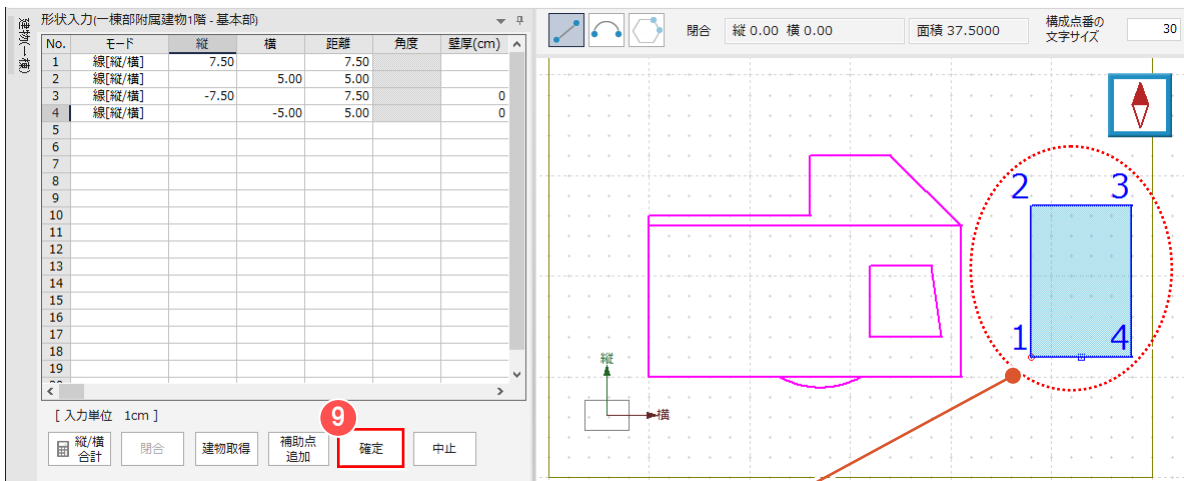 建物(一棟)
形状入力(一棟部附属建物1階 - 基本部)
No. モード 縦 横 距離 角度 壁厚(cm)
1 線[縦/横] 7.50 7.50
2 線[縦/横] 5.00 5.00
3 線[縦/横] -7.50 7.50 0
4 線[縦/横] -5.00 5.00 0
5
6
7
8
9
10
11
12
13
14
15
16
17
18
19
[ 入力単位 1cm ]
9
縦/横
合計
閉合
建物取得
補助点
追加
確定
中止
閉合 縦 0.00 横 0.00
面積 37.5000
構成点番の
文字サイズ
30
2 3
1 4
縦
横